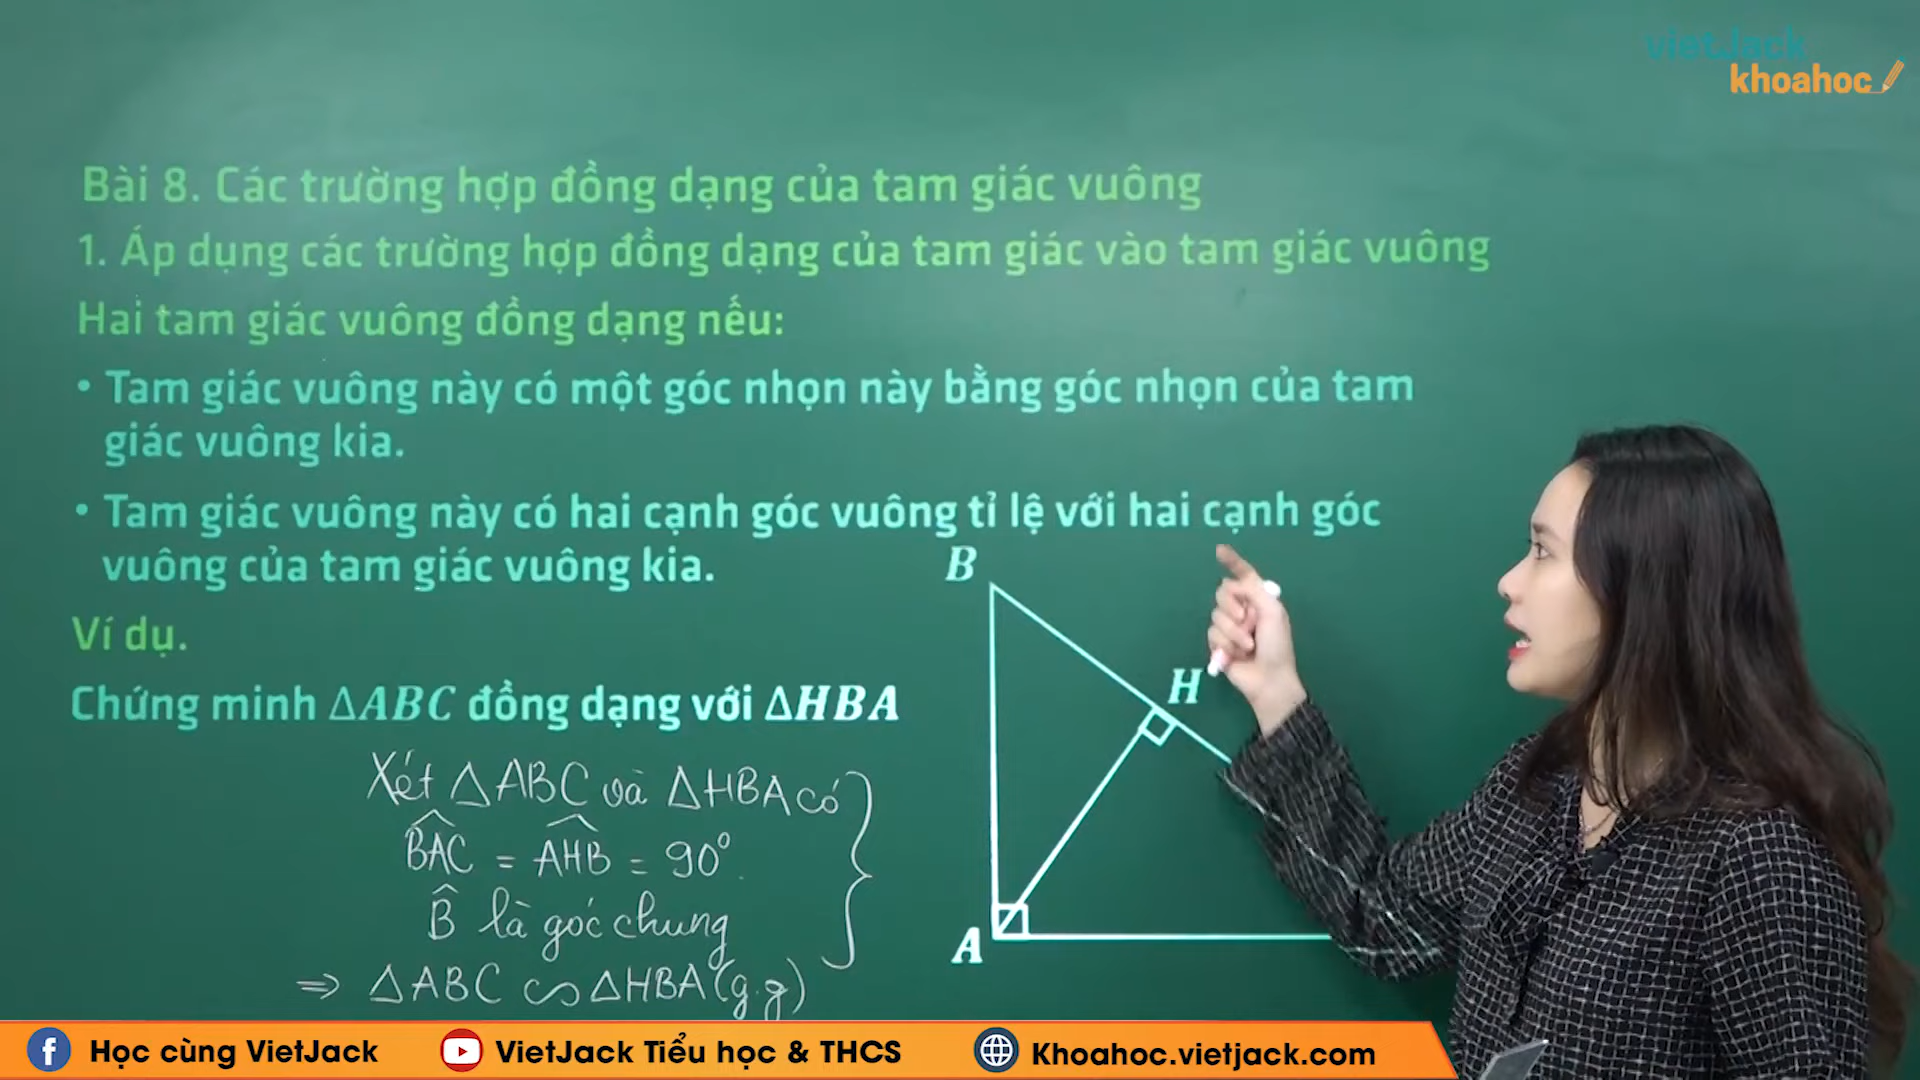 vietJack
khoahoc
Bài 8. Các trường hợp đồng dạng của tam giác vuông
1. Áp dụng các trường hợp đồng dạng của tam giác vào tam giác vuông
Hai tam giác vuông đồng dạng nếu:
• Tam giác vuông này có một góc nhọn này bằng góc nhọn của tam
giác vuông kia.
• Tam giác vuông này có hai cạnh góc vuông tỉ lệ với hai cạnh góc
vuông của tam giác vuông kia.
B
Ví dụ.
H
Chứng minh ΔABC đồng dạng với ΔHBA
Xét ΔABC và ΔHBA có
B̂AC = ÂHB = 90°
B̂ là góc chung
A
⇒ ΔABC ∽ ΔHBA (g.g)
Học cùng VietJack
VietJack Tiểu học & THCS
Khoahoc.vietjack.com